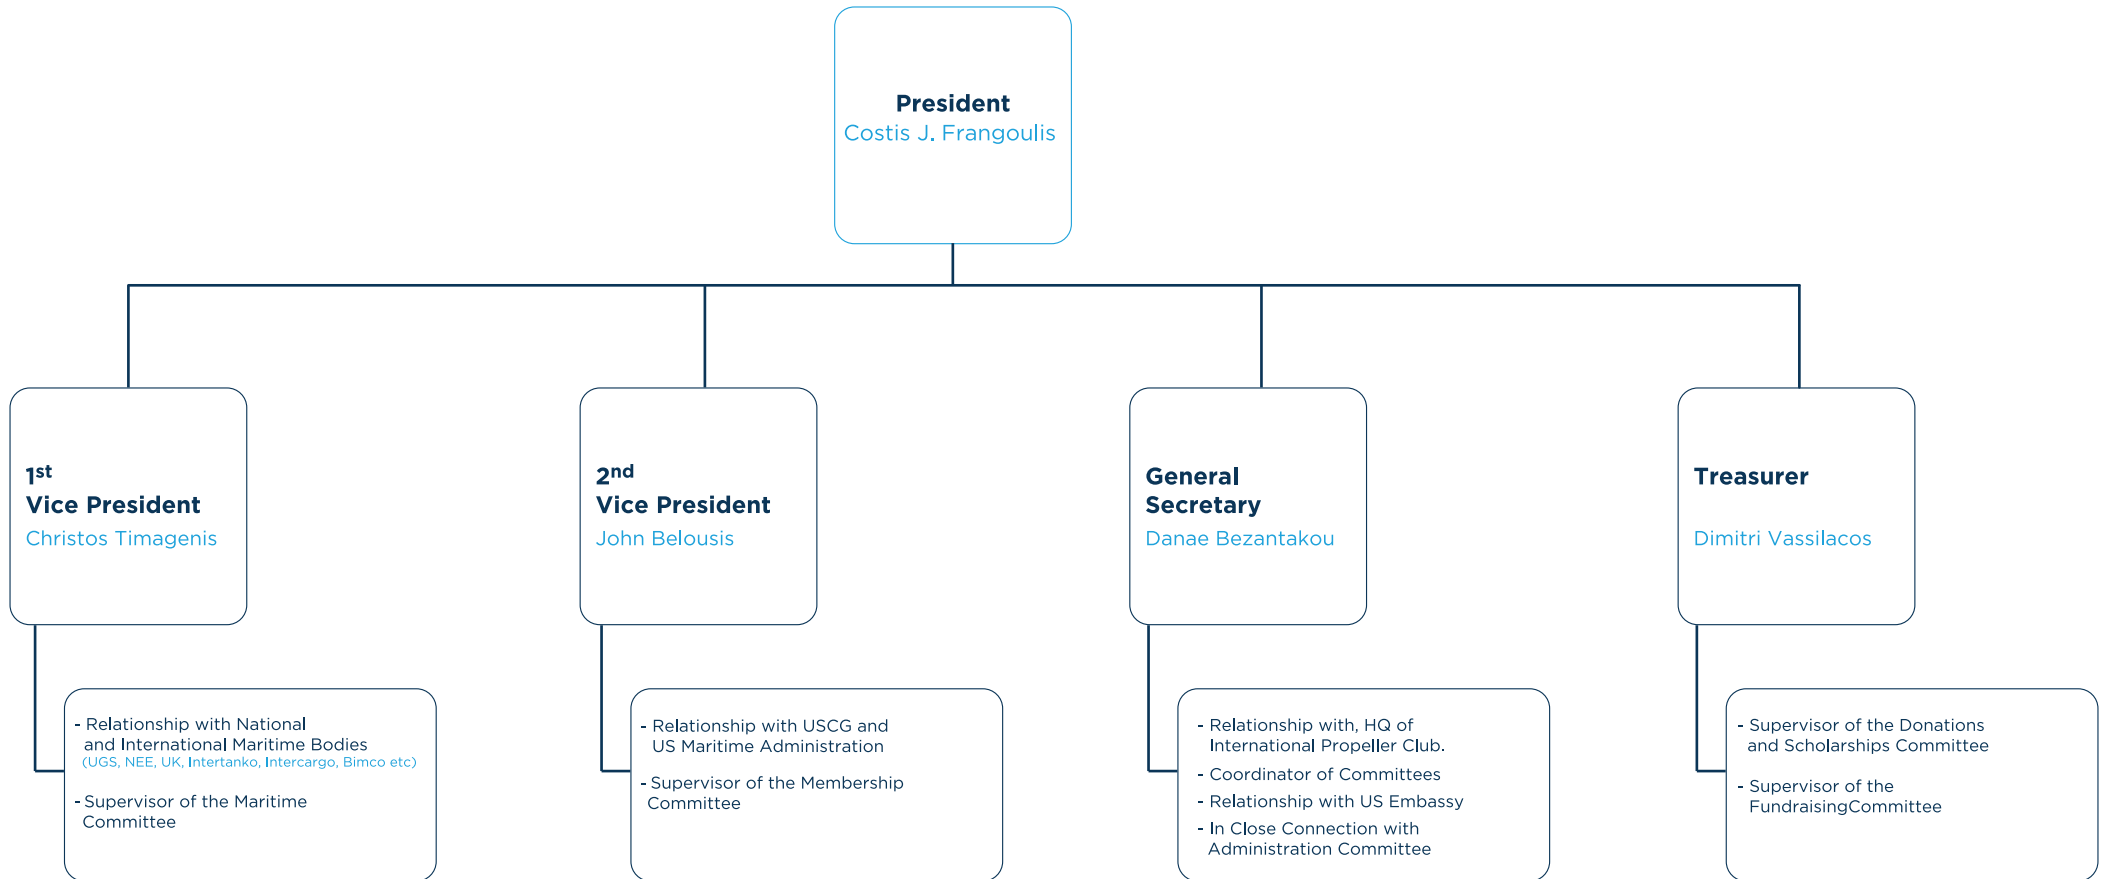 President
Costis J. Frangoulis
1st
Vice President
Christos Timagenis
2nd
Vice President
John Belousis
General
Secretary
Danae Bezantakou
Treasurer
Dimitri Vassilacos
- Relationship with National
and International Maritime Bodies
(UGS, NEE, UK, Intertanko, Intercargo, Bimco etc)
- Supervisor of the Maritime
Committee
- Relationship with USCG and
US Maritime Administration
- Supervisor of the Membership
Committee
- Relationship with, HQ of
International Propeller Club.
- Coordinator of Committees
- Relationship with US Embassy
- In Close Connection with
Administration Committee
- Supervisor of the Donations
and Scholarships Committee
- Supervisor of the
FundraisingCommittee